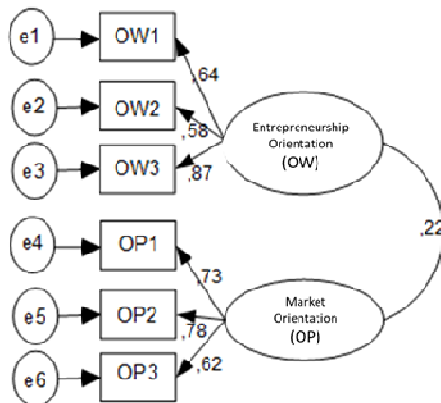 e1
OW1
,64
e2
OW2
,58
Entrepreneurship
Orientation
(OW)
e3
OW3
,87
,22
e4
OP1
,73
e5
OP2
,78
Market
Orientation
(OP)
e6
OP3
,62